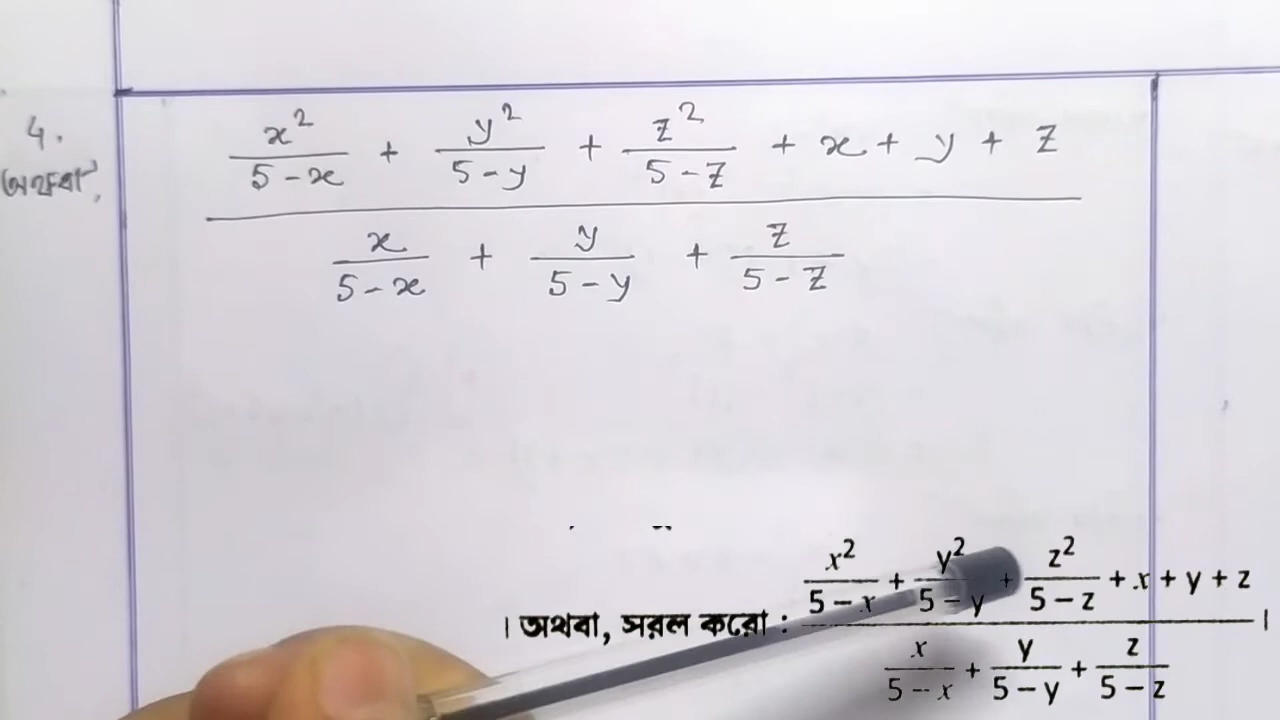 4.
অথবা,
x²/(5-x) + y²/(5-y) + z²/(5-z) + x + y + z
x/(5-x) + y/(5-y) + z/(5-z)
। অথবা, সরল করো : x²/(5-x) + y²/(5-y) + z²/(5-z) + x + y + z ।
x/(5-x) + y/(5-y) + z/(5-z)